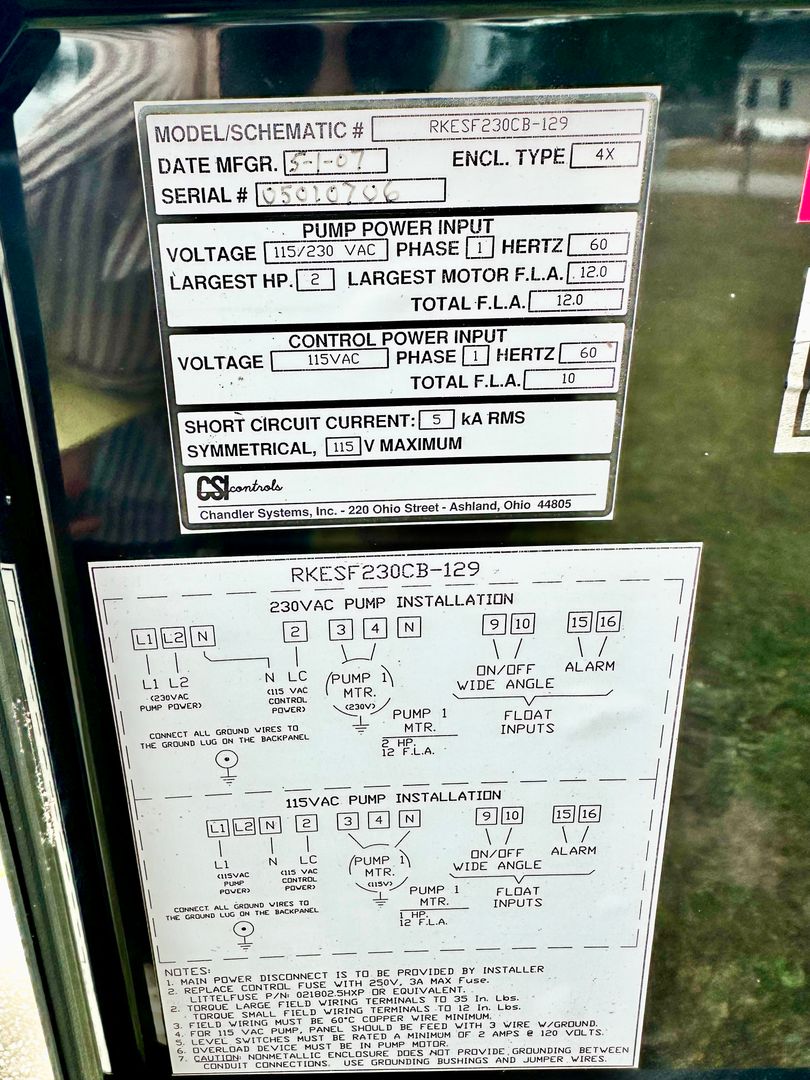 MODEL/SCHEMATIC # RKESF230CB-129
DATE MFGR. 5-1-07 ENCL. TYPE 4X
SERIAL # 05010706
PUMP POWER INPUT
VOLTAGE 115/230 VAC PHASE 1 HERTZ 60
LARGEST HP. 2 LARGEST MOTOR F.L.A. 12.0
TOTAL F.L.A. 12.0
CONTROL POWER INPUT
VOLTAGE 115VAC PHASE 1 HERTZ 60
TOTAL F.L.A. 10
SHORT CIRCUIT CURRENT: 5 kA RMS
SYMMETRICAL, 115 V MAXIMUM
CSI controls
Chandler Systems, Inc. - 220 Ohio Street - Ashland, Ohio 44805
RKESF230CB-129
230VAC PUMP INSTALLATION
L1 L2 N 2 3 4 N 9 10 15 16
L1 L2 N LC PUMP 1 ON/OFF ALARM
(230VAC (115 VAC MTR. WIDE ANGLE
PUMP POWER) CONTROL (230V)
POWER)
PUMP 1 FLOAT
MTR. INPUTS
CONNECT ALL GROUND WIRES TO 2 HP.
THE GROUND LUG ON THE BACKPANEL 12 F.L.A.
115VAC PUMP INSTALLATION
L1 L2 N 2 3 4 N 9 10 15 16
L1 N LC PUMP 1 ON/OFF ALARM
(115VAC (115 VAC MTR. WIDE ANGLE
PUMP CONTROL (115V)
POWER) POWER)
PUMP 1 FLOAT
MTR. INPUTS
CONNECT ALL GROUND WIRES TO 1 HP.
THE GROUND LUG ON THE BACKPANEL 12 F.L.A.
NOTES:
1. MAIN POWER DISCONNECT IS TO BE PROVIDED BY INSTALLER
2. REPLACE CONTROL FUSE WITH 250V, 3A MAX Fuse.
LITTELFUSE P/N: 021802.5HXP OR EQUIVALENT.
2. TORQUE LARGE FIELD WIRING TERMINALS TO 35 In. Lbs.
TORQUE SMALL FIELD WIRING TERMINALS TO 12 In. Lbs.
3. FIELD WIRING MUST BE 60°C COPPER WIRE MINIMUM.
4. FOR 115 VAC PUMP, PANEL SHOULD BE FEED WITH 3 WIRE W/GROUND.
5. LEVEL SWITCHES MUST BE RATED A MINIMUM OF 2 AMPS @ 120 VOLTS.
6. OVERLOAD DEVICE MUST BE IN PUMP MOTOR.
7. CAUTION: NONMETALLIC ENCLOSURE DOES NOT PROVIDE GROUNDING BETWEEN
CONDUIT CONNECTIONS. USE GROUNDING BUSHINGS AND JUMPER WIRES.